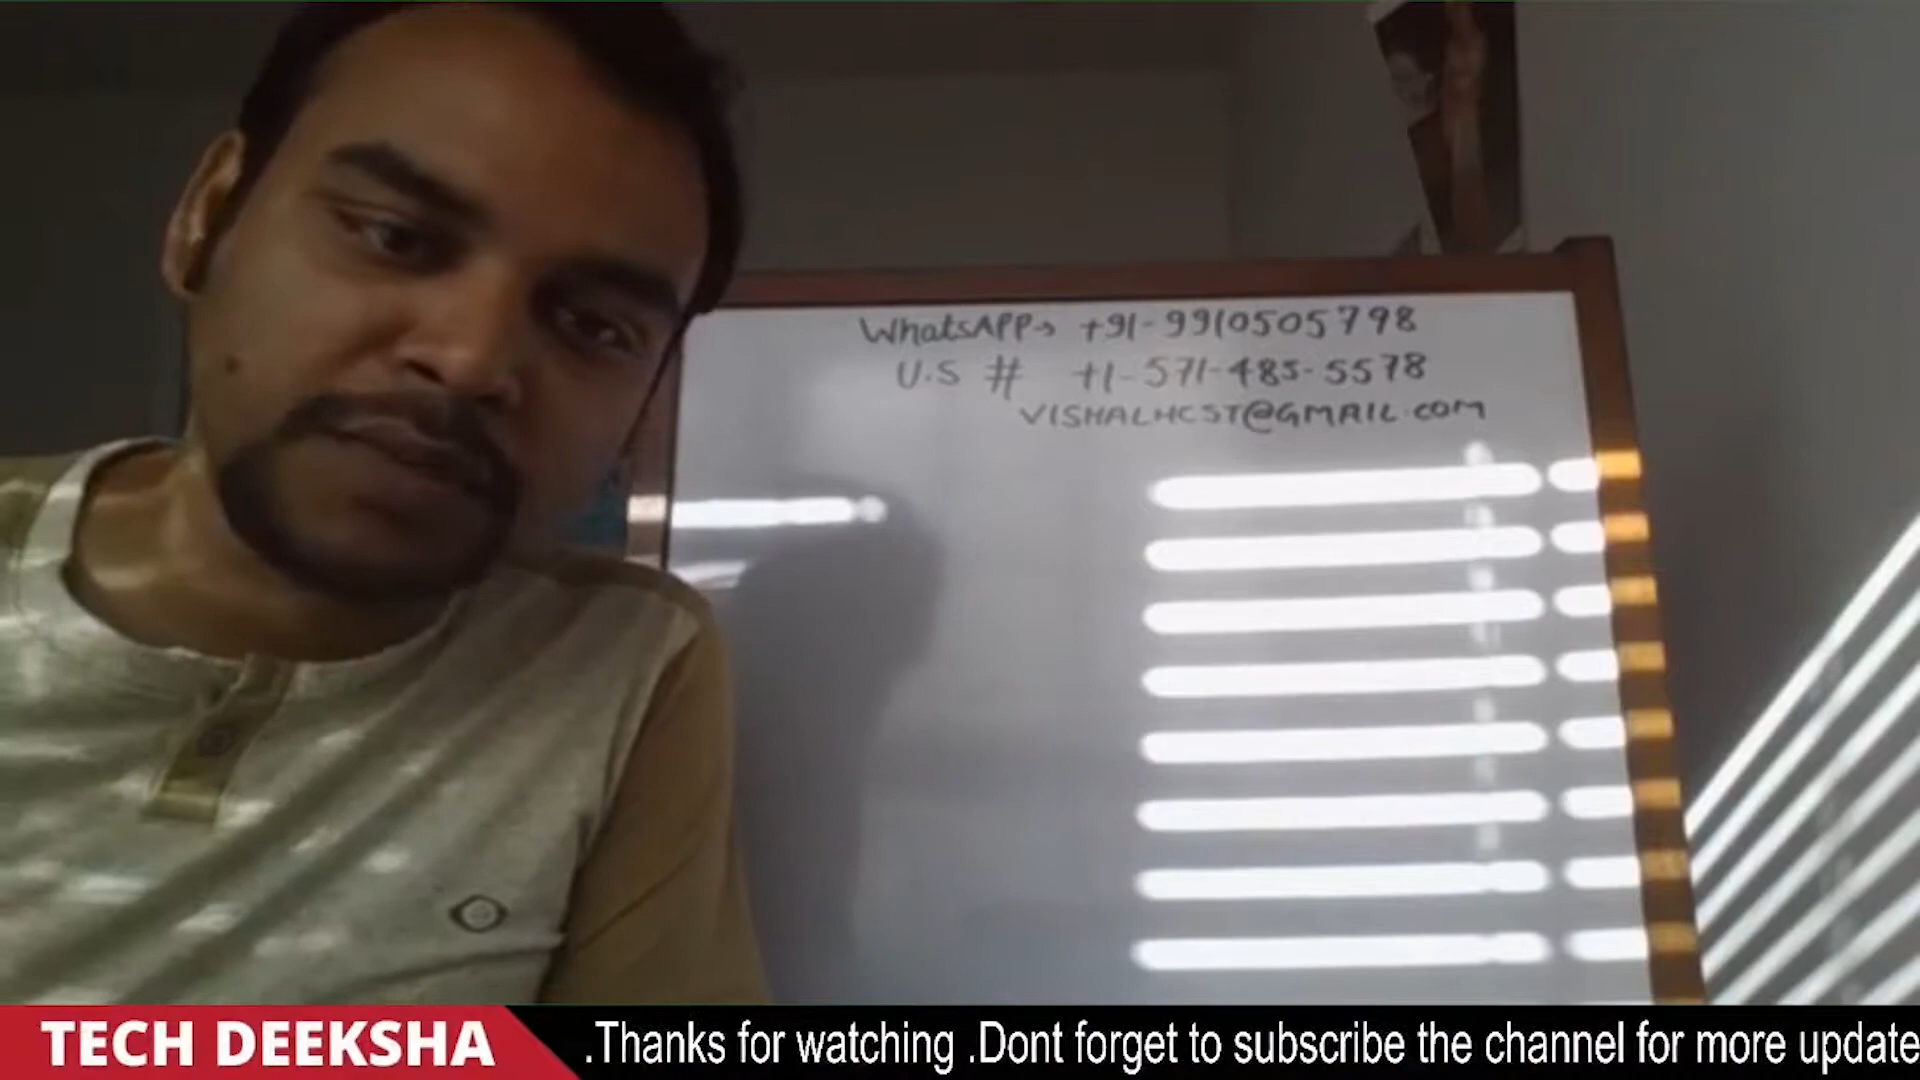 WhatsAPP→ +91-9910505798
U.S # +1-571-485-5578
VISHALHCST@GMAIL.COM
TECH DEEKSHA
.Thanks for watching .Dont forget to subscribe the channel for more update